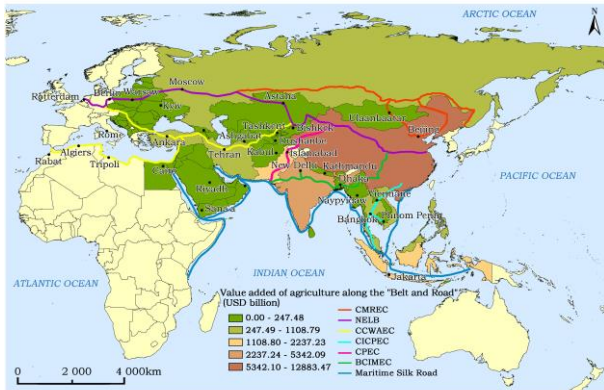 ARCTIC OCEAN
N
Moscow
Rotterdam
Berlin
Warsaw
Kyiv
Astana
Ulaanbaatar
Rome
Ankara
Ashgabat
Tashkent
Bishkek
Dushanbe
Beijing
Algiers
Rabat
Tripoli
Tehran
Kabul
Islamabad
Cairo
New Delhi
Kathmandu
Dhaka
PACIFIC OCEAN
Riyadh
Sana'a
Naypyidaw
Vientiane
Bangkok
Phnom Penh
Jakarta
ATLANTIC OCEAN
INDIAN OCEAN
Value added of agriculture along the "Belt and Road"
(USD billion)
0.00 - 247.48
247.49 - 1108.79
1108.80 - 2237.23
2237.24 - 5342.09
5342.10 - 12883.47
CMREC
NELB
CCWAEC
CICPEC
CPEC
BCIMEC
Maritime Silk Road
0 2 000 4 000km